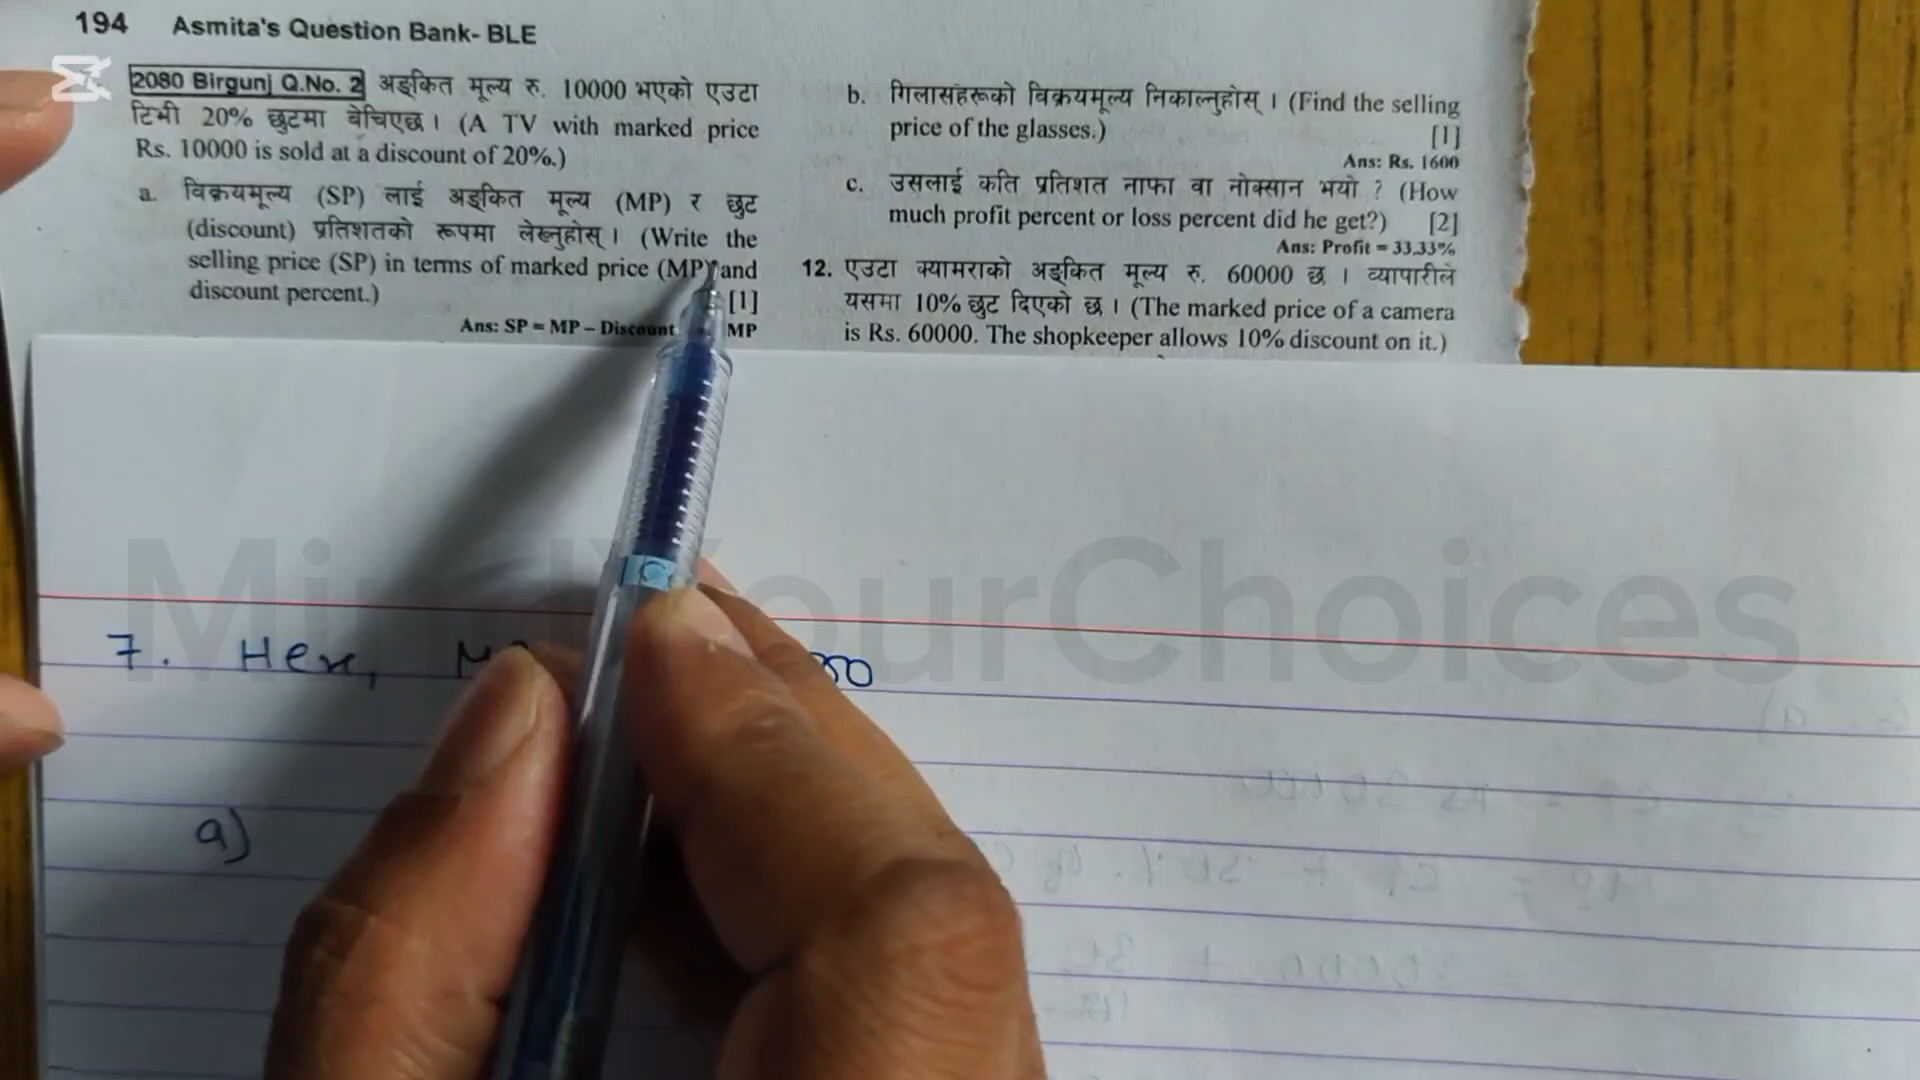 194 Asmita's Question Bank- BLE
2080 Birgunj Q.No. 2 अङ्कित मूल्य रु. 10000 भएको एउटा
टिभी 20% छुटमा बेचिएछ। (A TV with marked price
Rs. 10000 is sold at a discount of 20%.)
a. विक्रयमूल्य (SP) लाई अङ्कित मूल्य (MP) र छुट
(discount) प्रतिशतको रूपमा लेख्नुहोस्। (Write the
selling price (SP) in terms of marked price (MP) and
discount percent.) [1]
Ans: SP = MP – Discount MP
b. गिलासहरूको विक्रयमूल्य निकाल्नुहोस्। (Find the selling
price of the glasses.) [1]
Ans: Rs. 1600
c. उसलाई कति प्रतिशत नाफा वा नोक्सान भयो ? (How
much profit percent or loss percent did he get?) [2]
Ans: Profit = 33.33%
12. एउटा क्यामराको अङ्कित मूल्य रु. 60000 छ । व्यापारीले
यसमा 10% छुट दिएको छ । (The marked price of a camera
is Rs. 60000. The shopkeeper allows 10% discount on it.)
7. Here,
a)